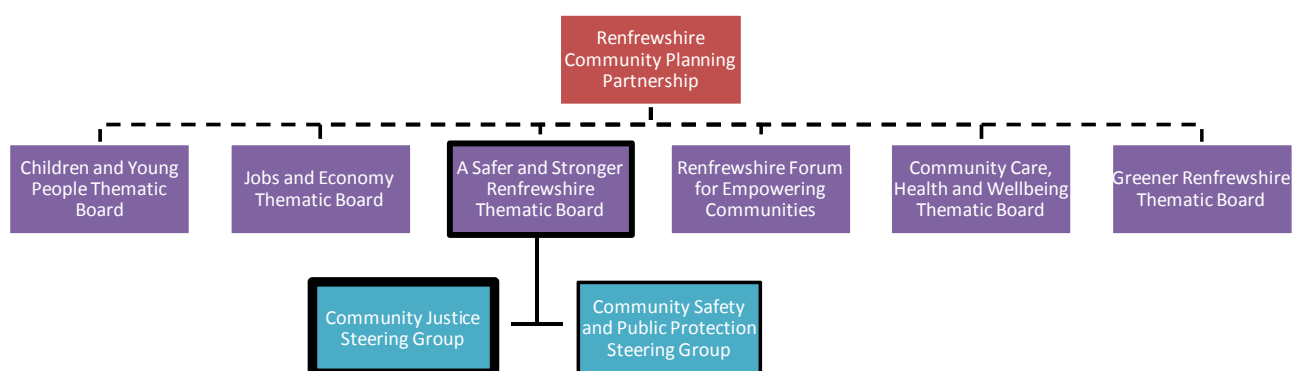 Renfrewshire
Community Planning
Partnership
Children and Young
People Thematic
Board
Jobs and Economy
Thematic Board
A Safer and Stronger
Renfrewshire
Thematic Board
Renfrewshire Forum
for Empowering
Communities
Community Care,
Health and Wellbeing
Thematic Board
Greener Renfrewshire
Thematic Board
Community Justice
Steering Group
Community Safety
and Public Protection
Steering Group